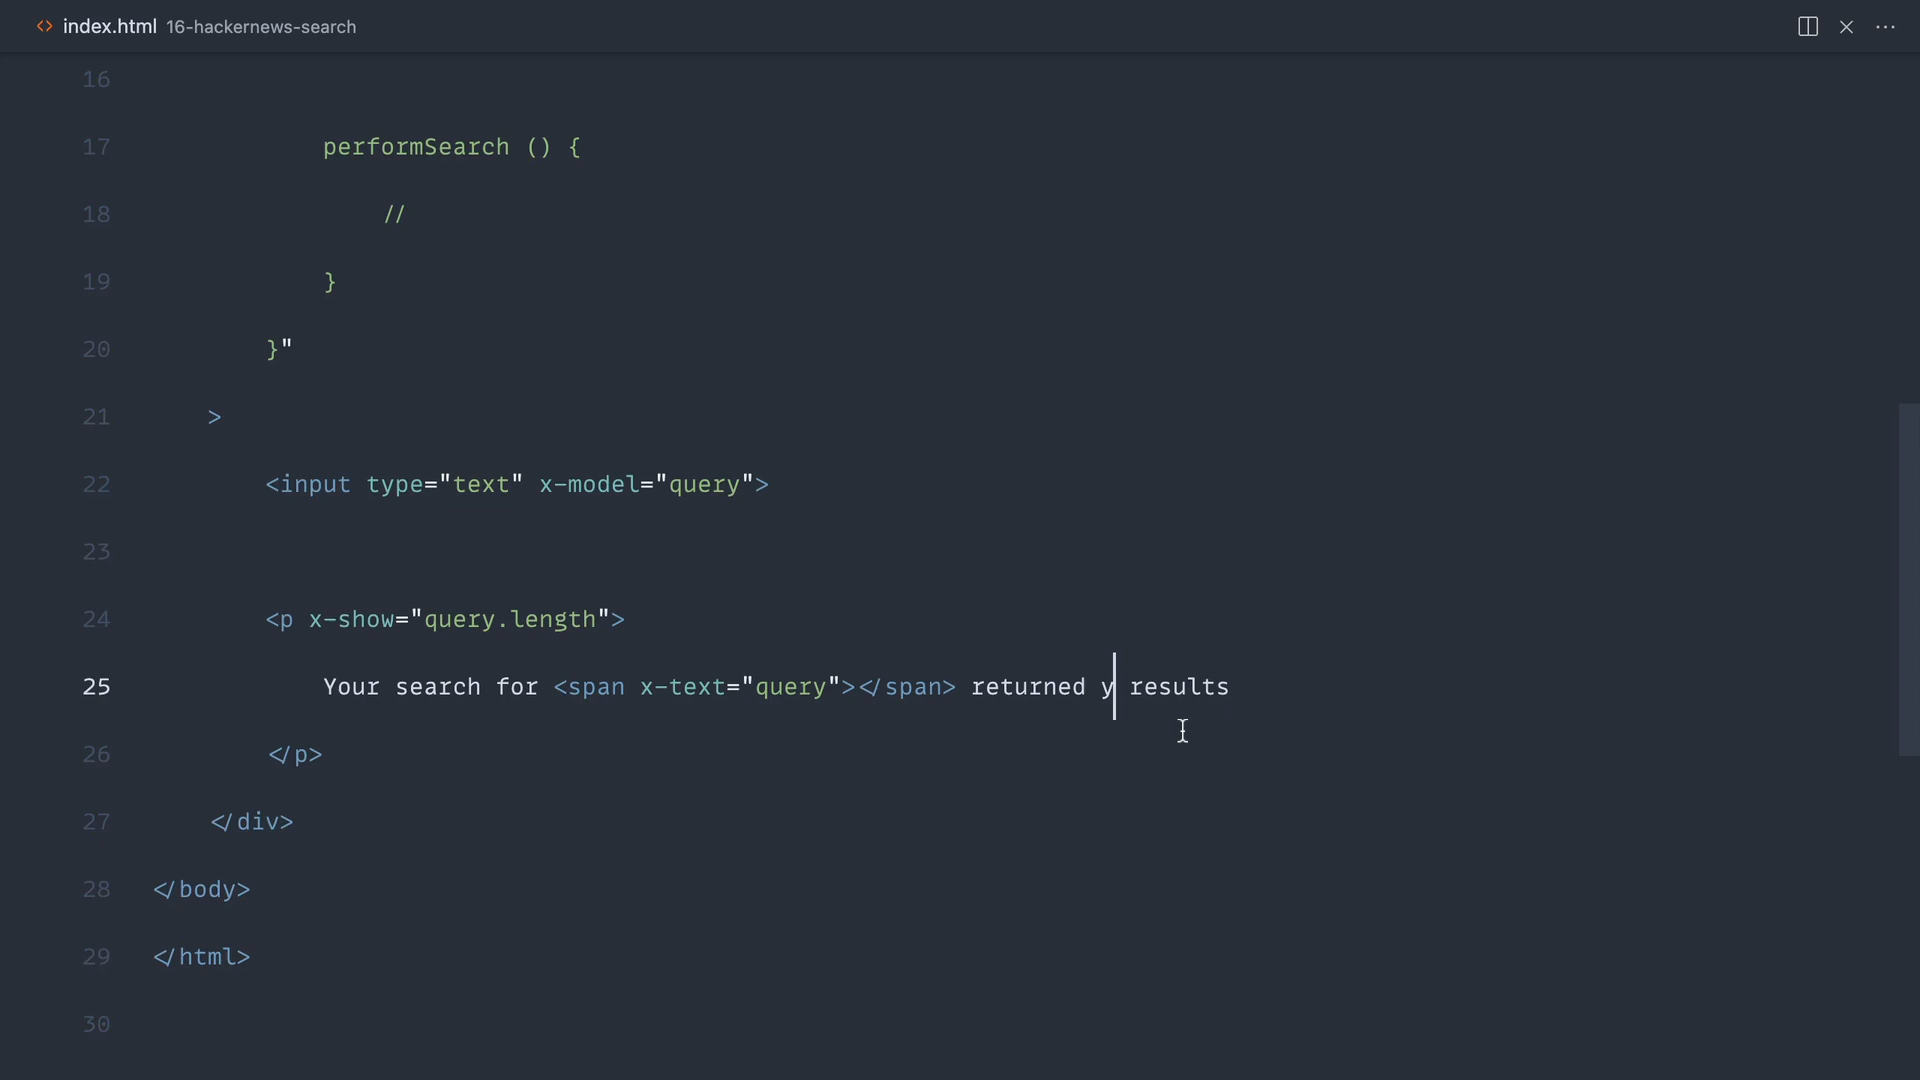 <> index.html 16-hackernews-search
16
17 performSearch () {
18 //
19 }
20 }"
21 >
22 <input type="text" x-model="query">
23
24 <p x-show="query.length">
25 Your search for <span x-text="query"></span> returned y results
26 </p>
27 </div>
28 </body>
29 </html>
30